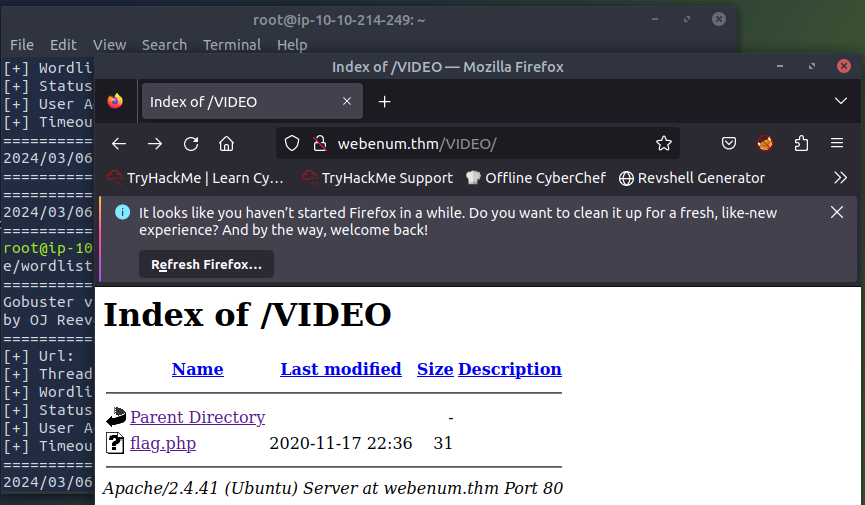 root@ip-10-10-214-249: ~
File Edit View Search Terminal Help
[+] Wordli
[+] Status
[+] User A
[+] Timeou
==========
2024/03/06
==========
==========
2024/03/06
==========
root@ip-10
e/wordlist
==========
Gobuster v
by OJ Reev
==========
[+] Url:
[+] Thread
[+] Wordli
[+] Status
[+] User A
[+] Timeou
==========
2024/03/06
Index of /VIDEO — Mozilla Firefox
Index of /VIDEO
webenum.thm/VIDEO/
TryHackMe | Learn Cy… TryHackMe Support Offline CyberChef Revshell Generator
It looks like you haven’t started Firefox in a while. Do you want to clean it up for a fresh, like-new
experience? And by the way, welcome back!
Refresh Firefox…
Index of /VIDEO
Name Last modified Size Description
Parent Directory -
flag.php 2020-11-17 22:36 31
Apache/2.4.41 (Ubuntu) Server at webenum.thm Port 80